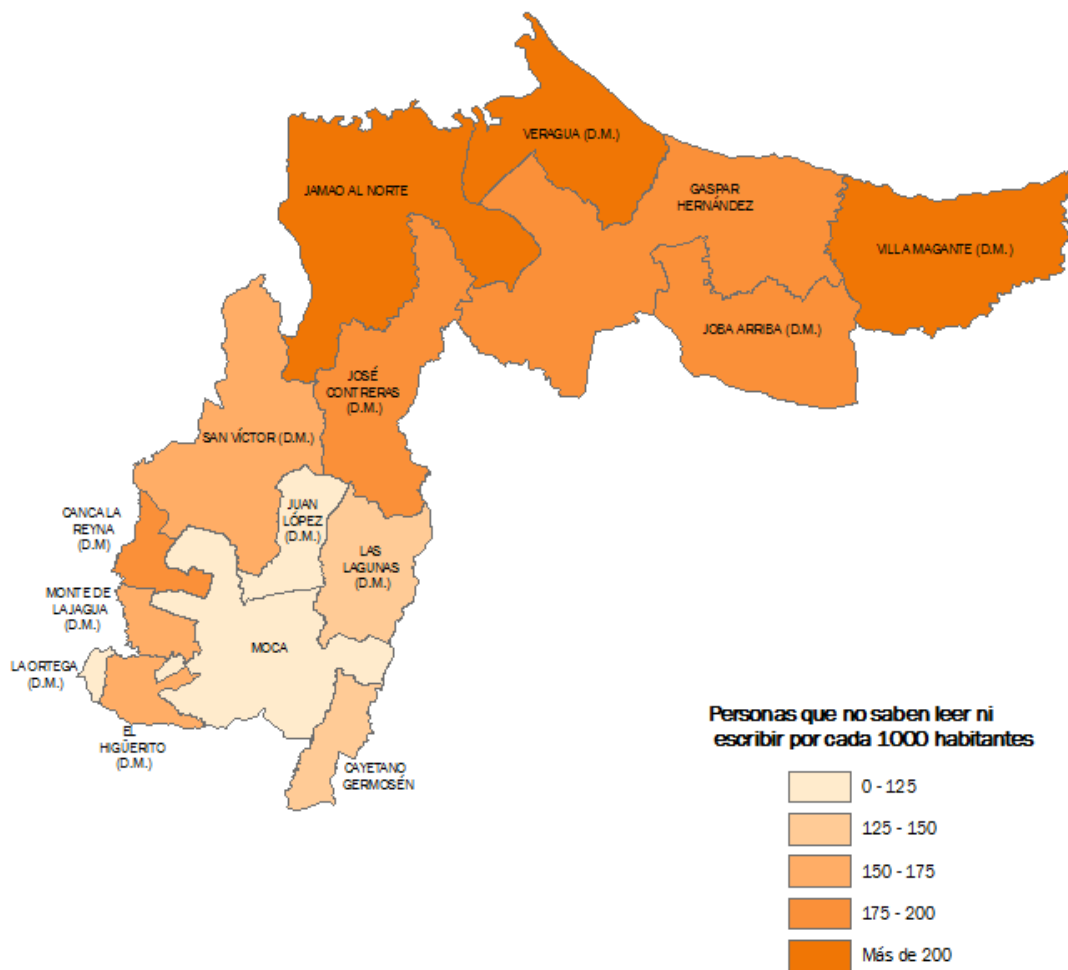 VERAGUA (D.M.)
JAMAO AL NORTE
GASPAR
HERNÁNDEZ
VILLA MAGANTE (D.M.)
JOBA ARRIBA (D.M.)
JOSÉ
CONTRERAS
(D.M.)
SAN VÍCTOR (D.M.)
JUAN
LÓPEZ
(D.M.)
CANCA LA
REYNA
(D.M)
LAS
LAGUNAS
(D.M.)
MONTE DE
LA JAGUA
(D.M.)
MOCA
LA ORTEGA
(D.M.)
EL
HIGÜERITO
(D.M.)
CAYETANO
GERMOSÉN
Personas que no saben leer ni
escribir por cada 1000 habitantes
0 - 125
125 - 150
150 - 175
175 - 200
Más de 200